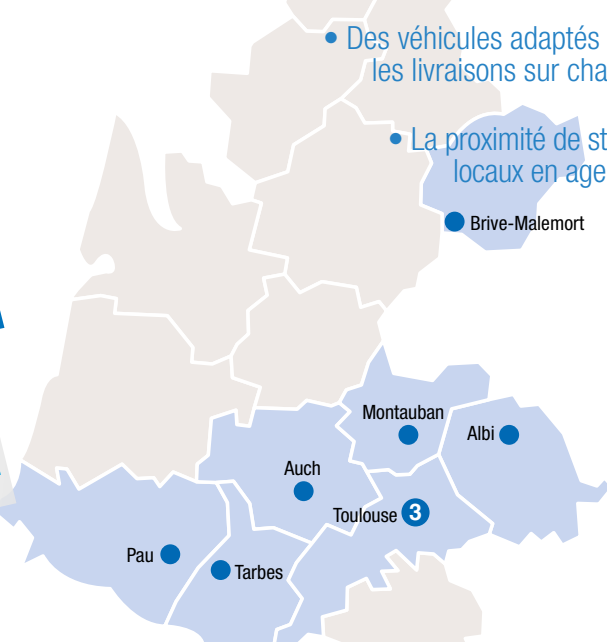 • Des véhicules adaptés
les livraisons sur cha
• La proximité de st
locaux en age
Brive-Malemort
Montauban
Albi
Auch
Toulouse 3
Pau
Tarbes